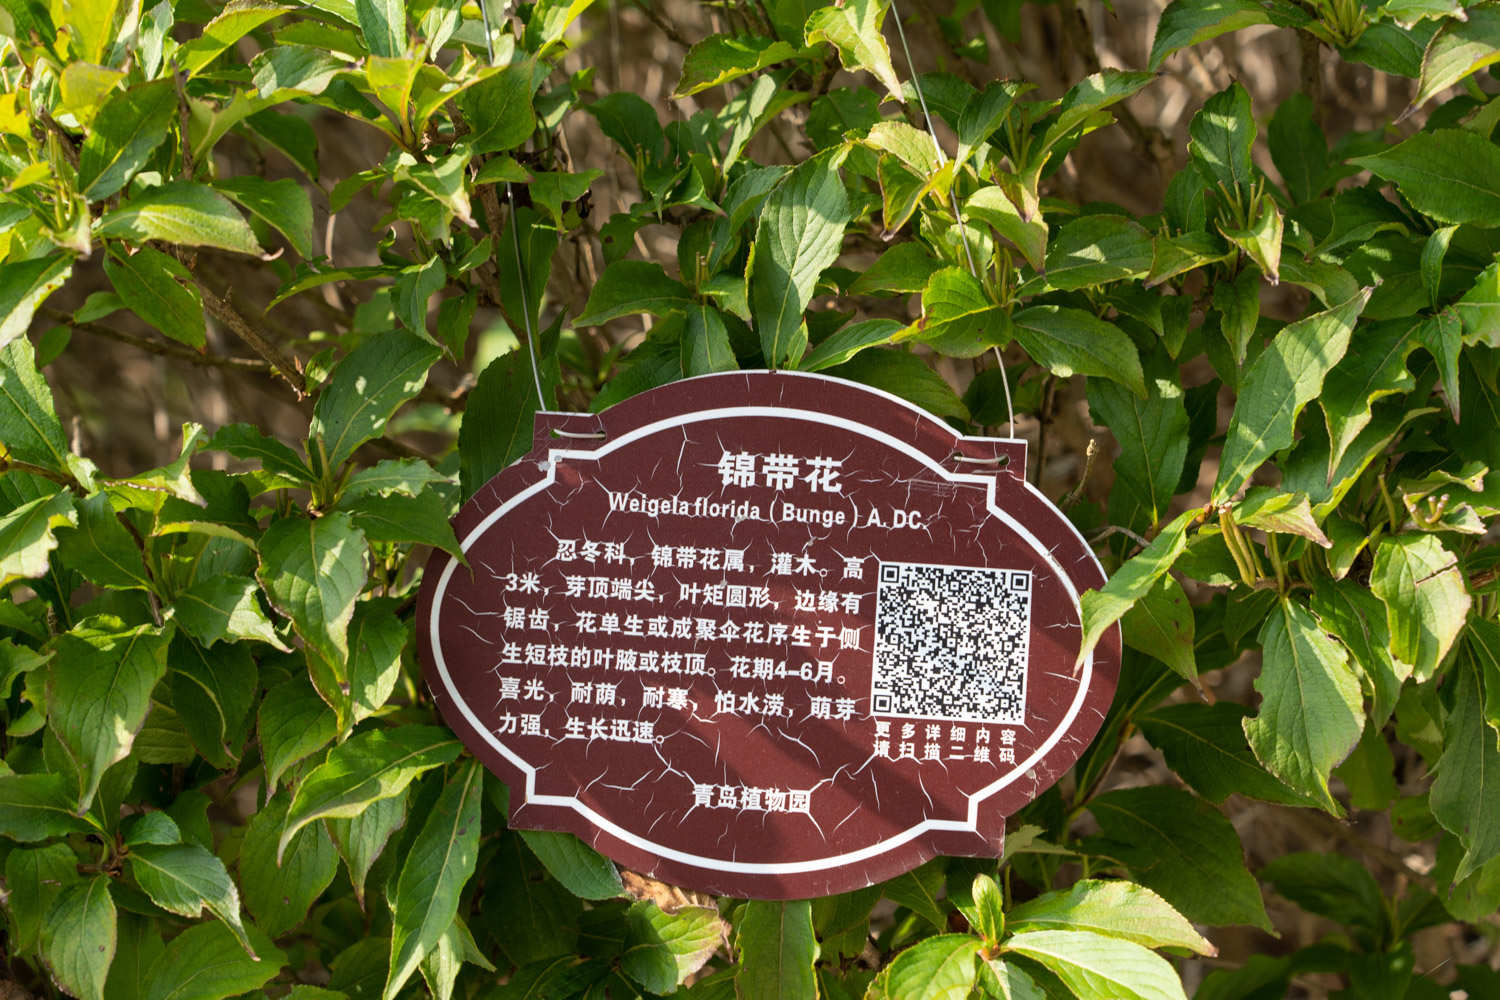 锦带花
Weigela florida（Bunge）A. DC.
忍冬科，锦带花属，灌木。高
3米，芽顶端尖，叶矩圆形，边缘有
锯齿，花单生或成聚伞花序生于侧
生短枝的叶腋或枝顶。花期4-6月。
喜光，耐荫，耐寒，怕水涝，萌芽
力强，生长迅速。
更多详细内容
请扫描二维码
青岛植物园